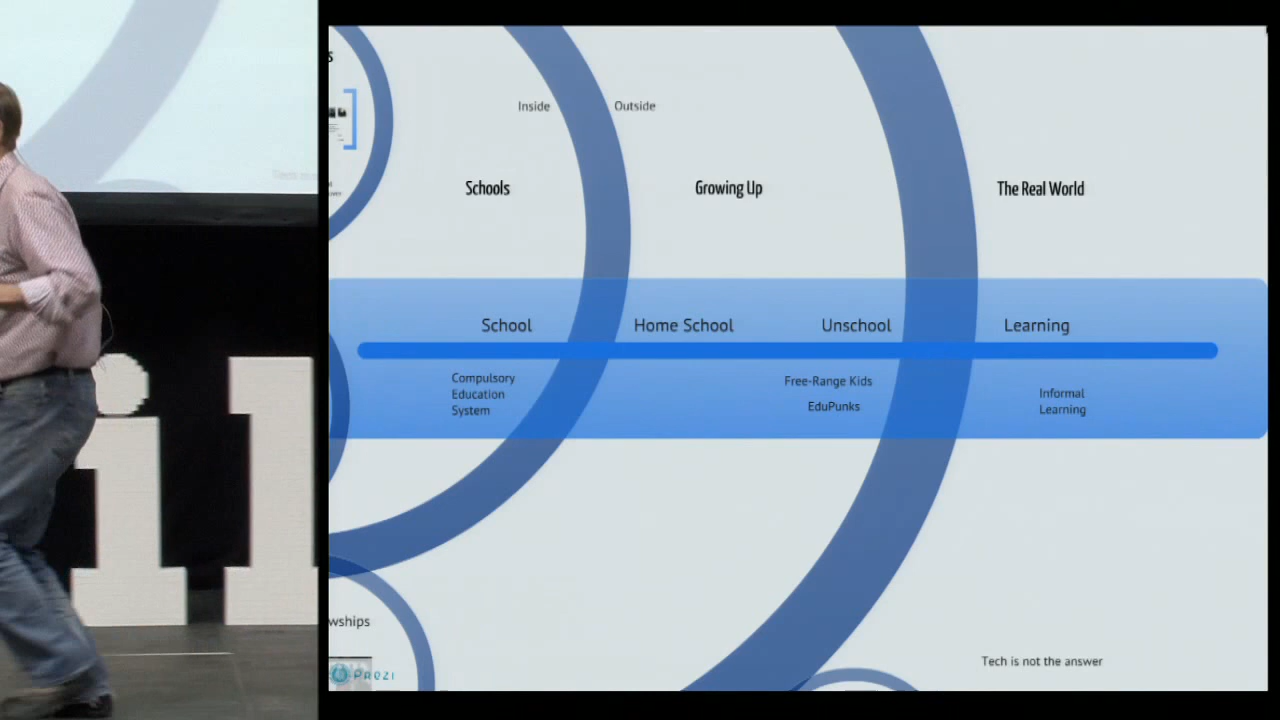 Inside Outside
Schools Growing Up The Real World
School Home School Unschool Learning
Compulsory
Education
System
Free-Range Kids
EduPunks
Informal
Learning
Tech is not the answer
Prezi
il